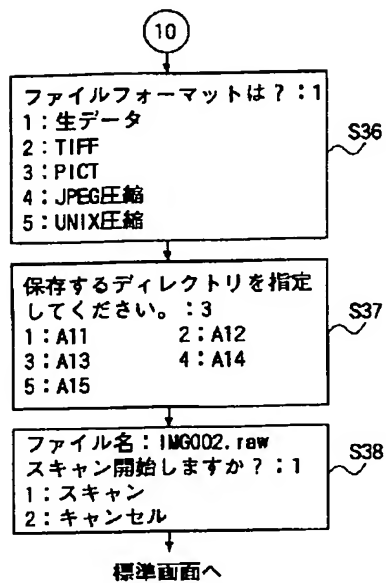 10
ファイルフォーマットは？：1
1：生データ
2：TIFF
3：PICT
4：JPEG圧縮
5：UNIX圧縮
S36
保存するディレクトリを指定
してください。：3
1：A11 2：A12
3：A13 4：A14
5：A15
S37
ファイル名：IMG002.raw
スキャン開始しますか？：1
1：スキャン
2：キャンセル
S38
標準画面へ